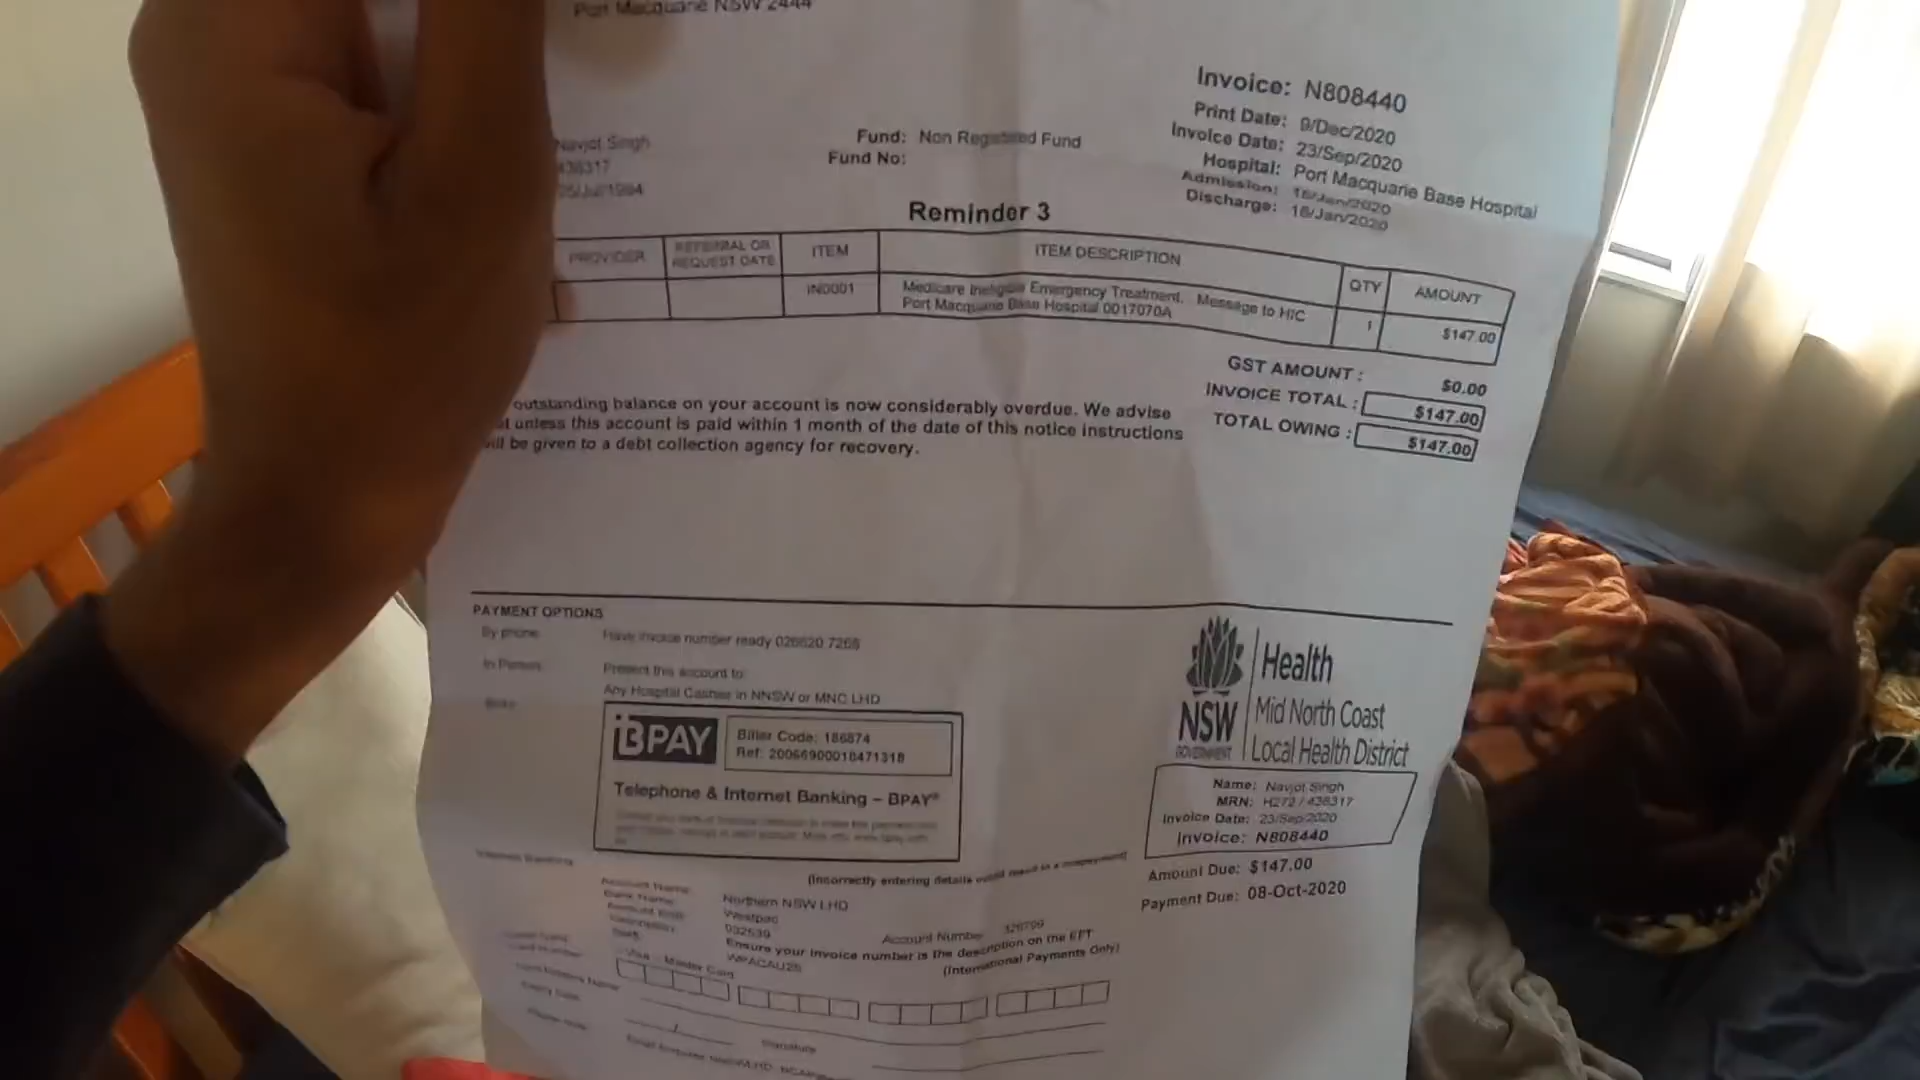 Port Macquarie NSW 2444
Invoice: N808440
Print Date: 9/Dec/2020
Invoice Date: 23/Sep/2020
Hospital: Port Macquarie Base Hospital
Admission: 16/Jan/2020
Discharge: 16/Jan/2020
Navjot Singh
438317
/Jul/1994
Fund: Non Registered Fund
Fund No:
Reminder 3
PROVIDER REFERRAL OR REQUEST DATE ITEM ITEM DESCRIPTION QTY AMOUNT
IN0001 Medicare Ineligible Emergency Treatment. Message to HIC 1 $147.00
Port Macquarie Base Hospital 0017070A
GST AMOUNT : $0.00
INVOICE TOTAL : $147.00
TOTAL OWING : $147.00
outstanding balance on your account is now considerably overdue. We advise
unless this account is paid within 1 month of the date of this notice instructions
be given to a debt collection agency for recovery.
PAYMENT OPTIONS
By phone Have invoice number ready 026620 7268
In Person Present this account to:
Any Hospital Cashier in NNSW or MNC LHD
BPAY
Biller Code: 186874
Ref: 20066900018471318
Telephone & Internet Banking – BPAY®
Health
NSW
GOVERNMENT
Mid North Coast
Local Health District
Name: Navjot Singh
MRN: H272 / 438317
Invoice Date: 23/Sep/2020
Invoice: N808440
Amount Due: $147.00
Payment Due: 08-Oct-2020
Internet Banking
(Incorrectly entering details could result in a mispayment)
Account Name Northern NSW LHD
Bank Name Westpac
032539
Account Number
Ensure your invoice number is the description on the EFT
WPACAU2S (International Payments Only)
Visa Master Card
Signature